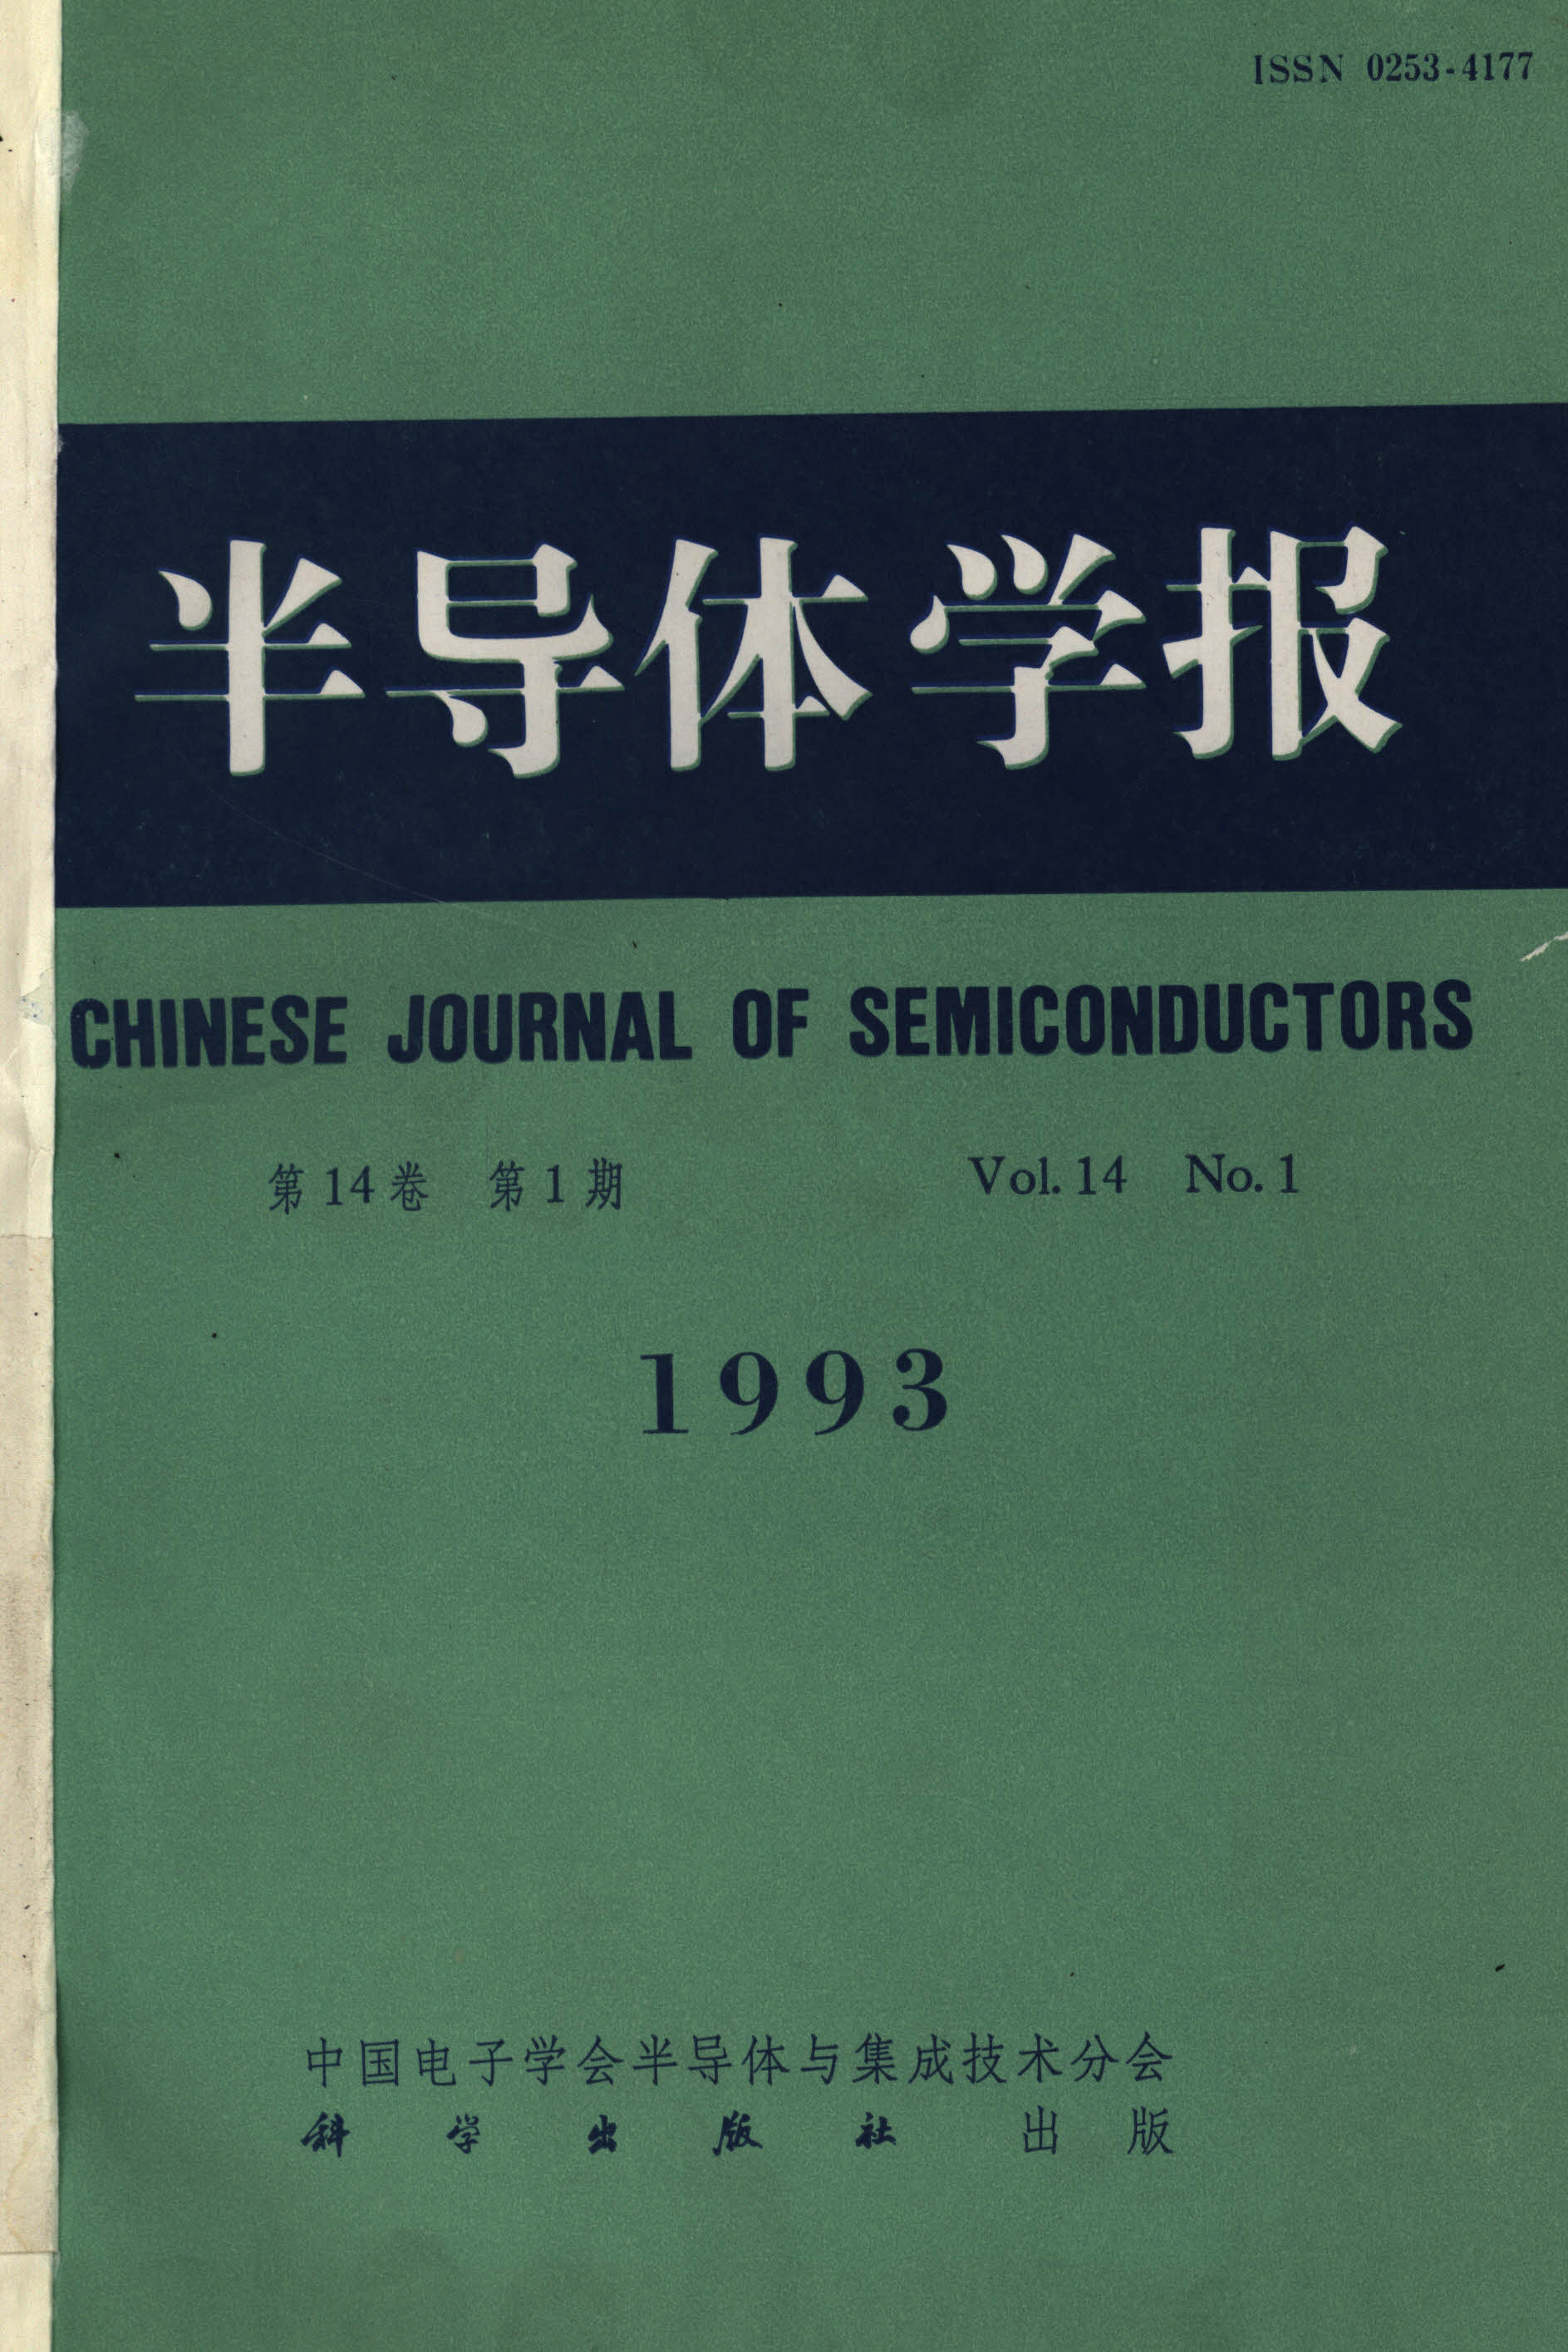 ISSN 0253-4177
半导体学报
CHINESE JOURNAL OF SEMICONDUCTORS
第14卷 第1期 Vol.14 No.1
1993
中国电子学会半导体与集成技术分会
科学出版社 出版